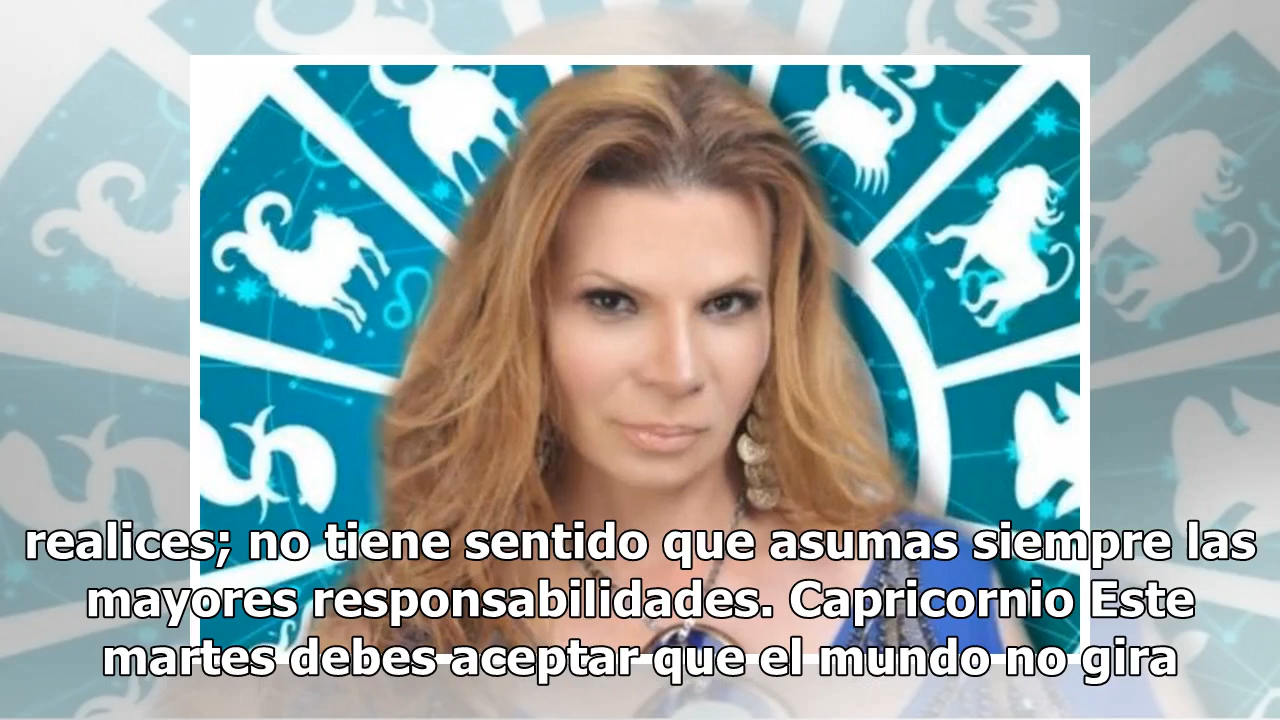 realices; no tiene sentido que asumas siempre las
mayores responsabilidades. Capricornio Este
martes debes aceptar que el mundo no gira